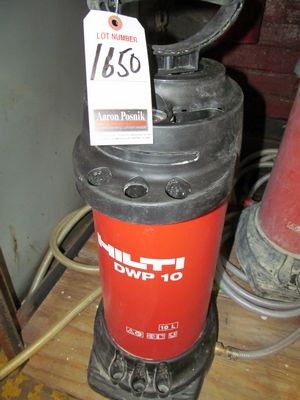 LOT NUMBER
1650
Aaron Posnik
HILTI
DWP 10
10 L